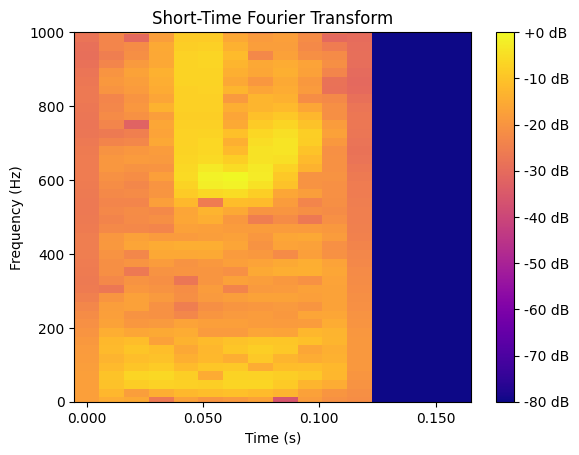 Short-Time Fourier Transform
1000
800
600
400
200
0
Frequency (Hz)
0.000
0.050
0.100
0.150
Time (s)
+0 dB
-10 dB
-20 dB
-30 dB
-40 dB
-50 dB
-60 dB
-70 dB
-80 dB